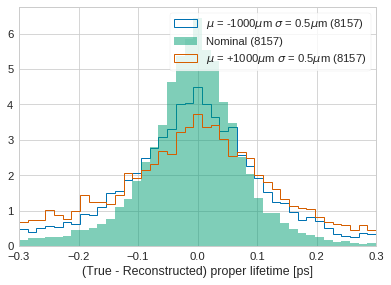 μ = -1000μm σ = 0.5μm (8157)
Nominal (8157)
μ = +1000μm σ = 0.5μm (8157)
6
5
4
3
2
1
0
−0.3 −0.2 −0.1 0.0 0.1 0.2 0.3
(True - Reconstructed) proper lifetime [ps]